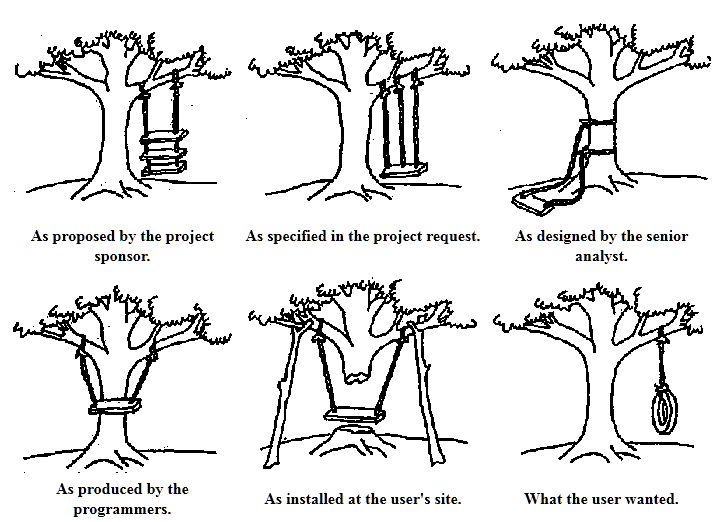 As proposed by the project
sponsor.
As specified in the project request.
As designed by the senior
analyst.
As produced by the
programmers.
As installed at the user's site.
What the user wanted.